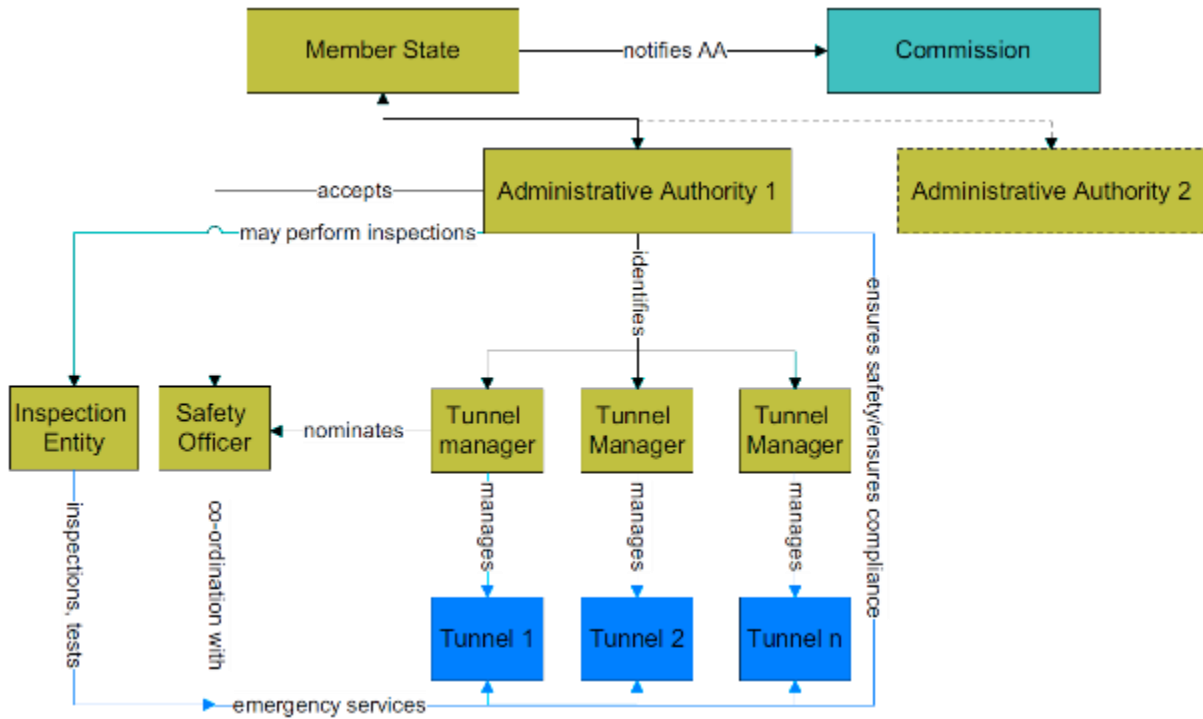 Member State
notifies AA
Commission
accepts
Administrative Authority 1
Administrative Authority 2
may perform inspections
identifies
ensures safety/ensures compliance
Inspection
Entity
Safety
Officer
nominates
Tunnel
manager
Tunnel
Manager
Tunnel
Manager
inspections, tests
co-ordination with
manages
manages
manages
Tunnel 1
Tunnel 2
Tunnel n
emergency services